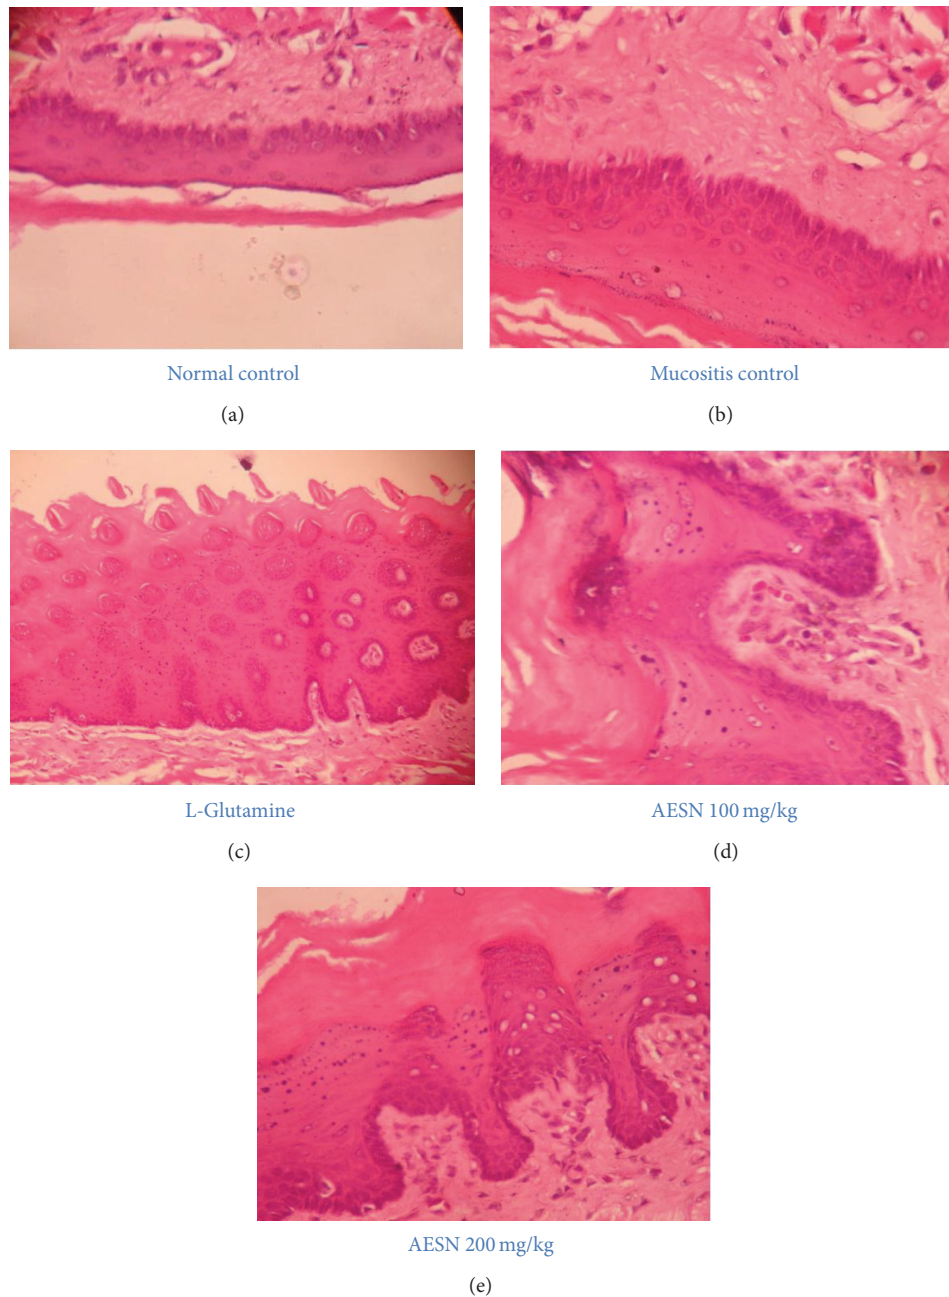 Normal control
(a)
Mucositis control
(b)
L-Glutamine
(c)
AESN 100 mg/kg
(d)
AESN 200 mg/kg
(e)